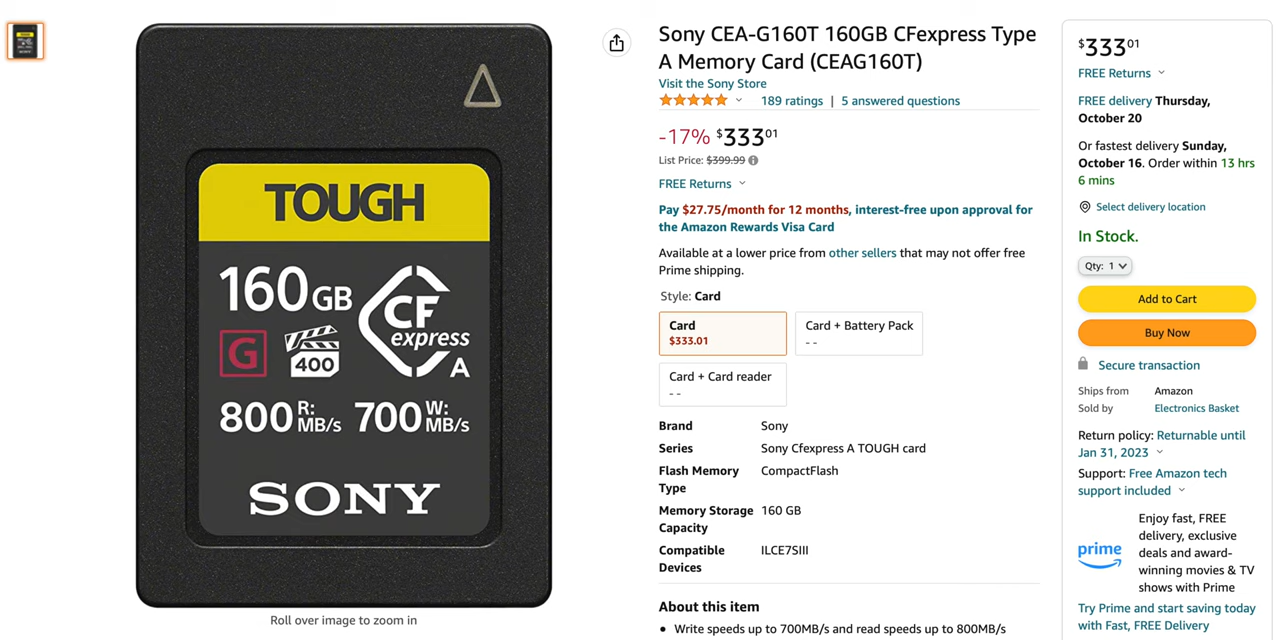 TOUGH
160GB
CF
express
A
G
400
800 R: MB/s 700 W: MB/s
SONY
Roll over image to zoom in
Sony CEA-G160T 160GB CFexpress Type
A Memory Card (CEAG160T)
Visit the Sony Store
189 ratings | 5 answered questions
-17% $333 01
List Price: $399.99
FREE Returns
Pay $27.75/month for 12 months, interest-free upon approval for
the Amazon Rewards Visa Card
Available at a lower price from other sellers that may not offer free
Prime shipping.
Style: Card
Card
$333.01
Card + Battery Pack
- -
Card + Card reader
- -
Brand Sony
Series Sony Cfexpress A TOUGH card
Flash Memory CompactFlash
Type
Memory Storage 160 GB
Capacity
Compatible ILCE7SIII
Devices
About this item
• Write speeds up to 700MB/s and read speeds up to 800MB/s
$333 01
FREE Returns
FREE delivery Thursday,
October 20
Or fastest delivery Sunday,
October 16. Order within 13 hrs
6 mins
Select delivery location
In Stock.
Qty: 1
Add to Cart
Buy Now
Secure transaction
Ships from Amazon
Sold by Electronics Basket
Return policy: Returnable until
Jan 31, 2023
Support: Free Amazon tech
support included
prime
Enjoy fast, FREE
delivery, exclusive
deals and award-
winning movies & TV
shows with Prime
Try Prime and start saving today
with Fast, FREE Delivery